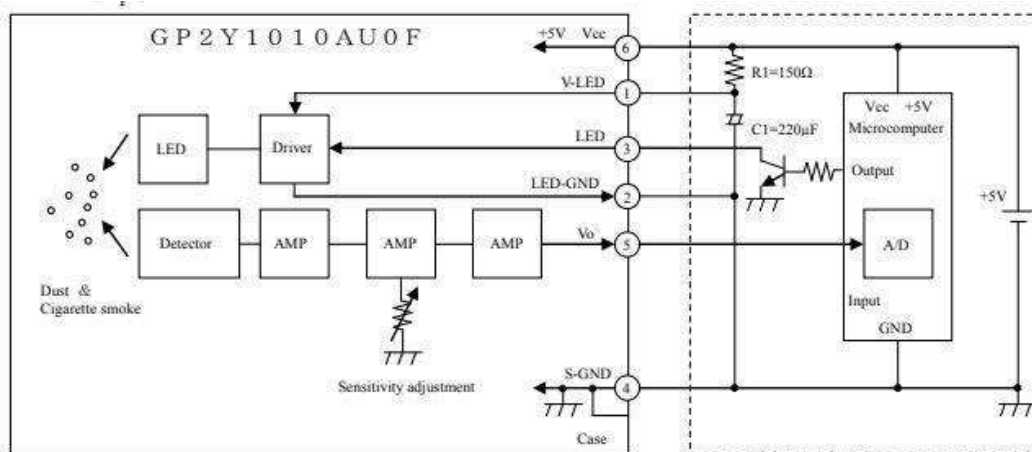 GP2Y1010AU0F
+5V Vcc
6
V-LED
1
R1=150Ω
C1=220μF
Vcc +5V
Microcomputer
LED
Driver
LED
3
Output
LED-GND
2
+5V
Detector
AMP
AMP
AMP
Vo
5
A/D
Dust &
Cigarette smoke
Input
GND
S-GND
4
Sensitivity adjustment
Case